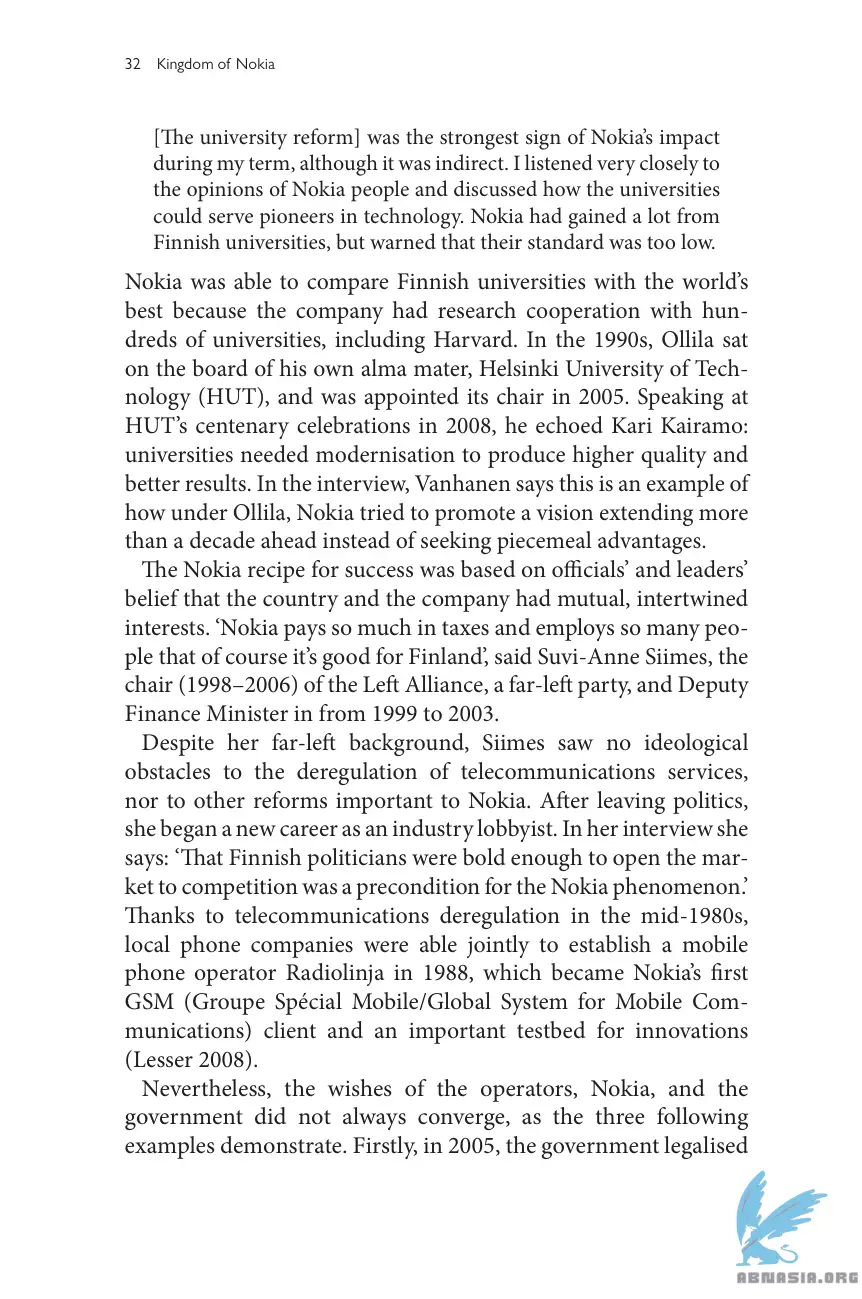 32 Kingdom of Nokia
[The university reform] was the strongest sign of Nokia’s impact
during my term, although it was indirect. I listened very closely to
the opinions of Nokia people and discussed how the universities
could serve pioneers in technology. Nokia had gained a lot from
Finnish universities, but warned that their standard was too low.
Nokia was able to compare Finnish universities with the world’s
best because the company had research cooperation with hun-
dreds of universities, including Harvard. In the 1990s, Ollila sat
on the board of his own alma mater, Helsinki University of Tech-
nology (HUT), and was appointed its chair in 2005. Speaking at
HUT’s centenary celebrations in 2008, he echoed Kari Kairamo:
universities needed modernisation to produce higher quality and
better results. In the interview, Vanhanen says this is an example of
how under Ollila, Nokia tried to promote a vision extending more
than a decade ahead instead of seeking piecemeal advantages.
The Nokia recipe for success was based on officials’ and leaders’
belief that the country and the company had mutual, intertwined
interests. ‘Nokia pays so much in taxes and employs so many peo-
ple that of course it’s good for Finland’, said Suvi-Anne Siimes, the
chair (1998–2006) of the Left Alliance, a far-left party, and Deputy
Finance Minister in from 1999 to 2003.
Despite her far-left background, Siimes saw no ideological
obstacles to the deregulation of telecommunications services,
nor to other reforms important to Nokia. After leaving politics,
she began a new career as an industry lobbyist. In her interview she
says: ‘That Finnish politicians were bold enough to open the mar-
ket to competition was a precondition for the Nokia phenomenon.’
Thanks to telecommunications deregulation in the mid-1980s,
local phone companies were able jointly to establish a mobile
phone operator Radiolinja in 1988, which became Nokia’s first
GSM (Groupe Spécial Mobile/Global System for Mobile Com-
munications) client and an important testbed for innovations
(Lesser 2008).
Nevertheless, the wishes of the operators, Nokia, and the
government did not always converge, as the three following
examples demonstrate. Firstly, in 2005, the government legalised
ABNASIA.ORG